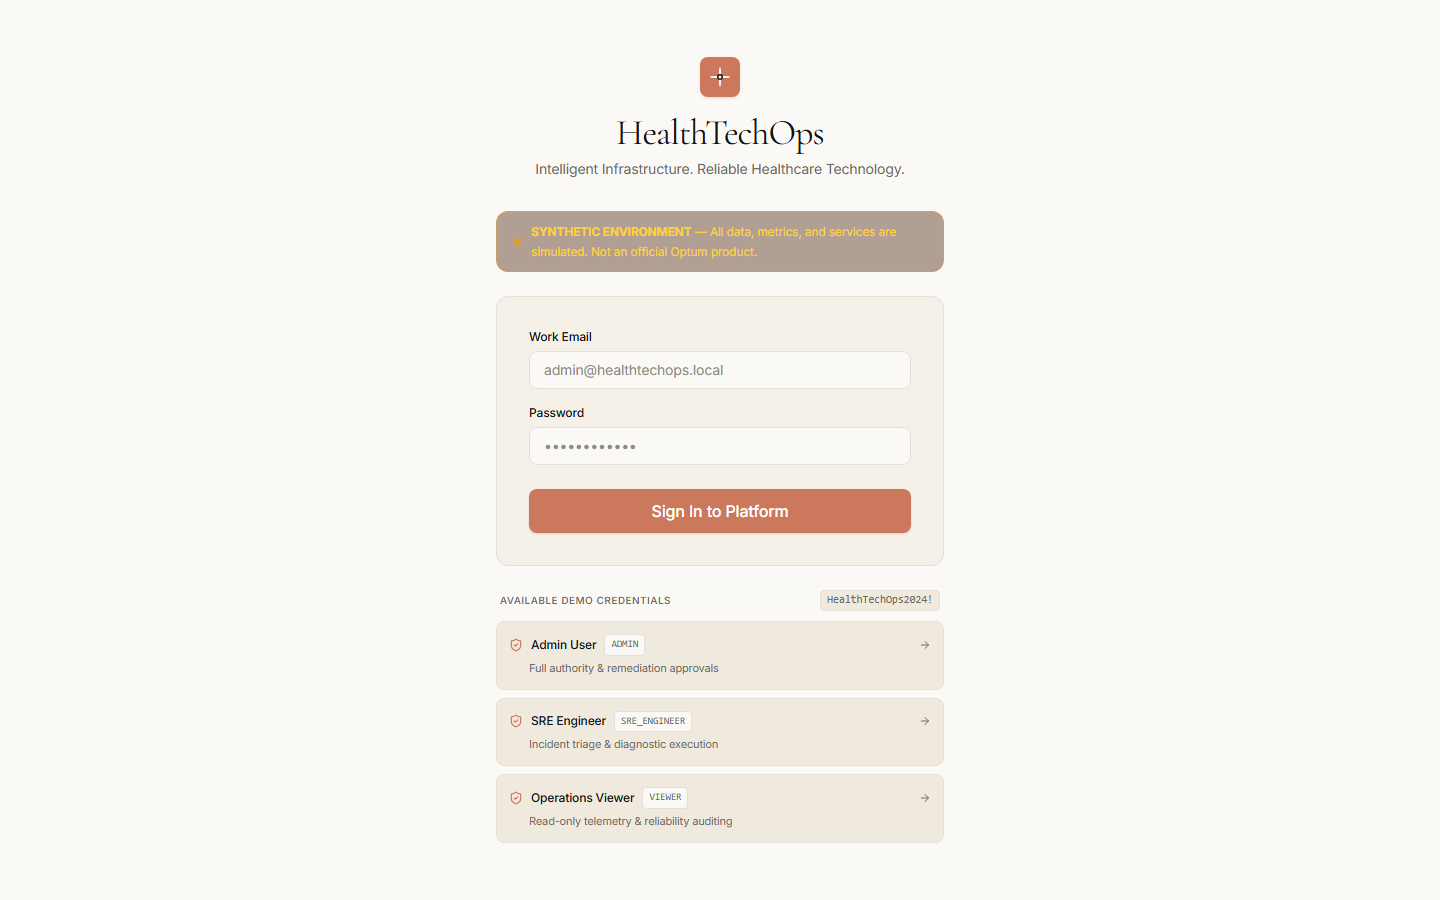 HealthTechOps
Intelligent Infrastructure. Reliable Healthcare Technology.
SYNTHETIC ENVIRONMENT — All data, metrics, and services are
simulated. Not an official Optum product.
Work Email
admin@healthtechops.local
Password
••••••••••••
Sign In to Platform
AVAILABLE DEMO CREDENTIALS HealthTechOps2024!
Admin User ADMIN
Full authority & remediation approvals
SRE Engineer SRE_ENGINEER
Incident triage & diagnostic execution
Operations Viewer VIEWER
Read-only telemetry & reliability auditing